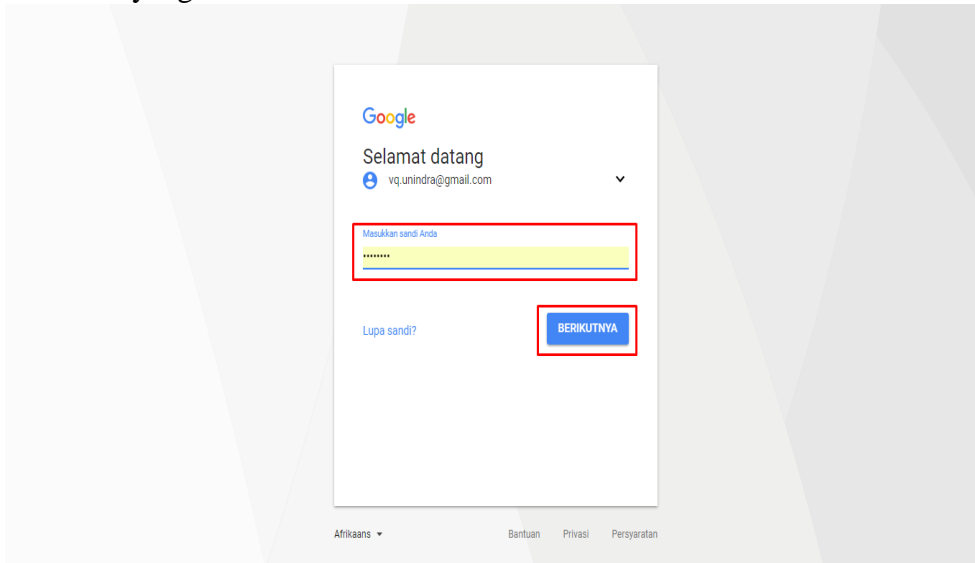 Google
Selamat datang
vq.unindra@gmail.com
Masukkan sandi Anda
••••••••
Lupa sandi?
BERIKUTNYA
Afrikaans
Bantuan Privasi Persyaratan